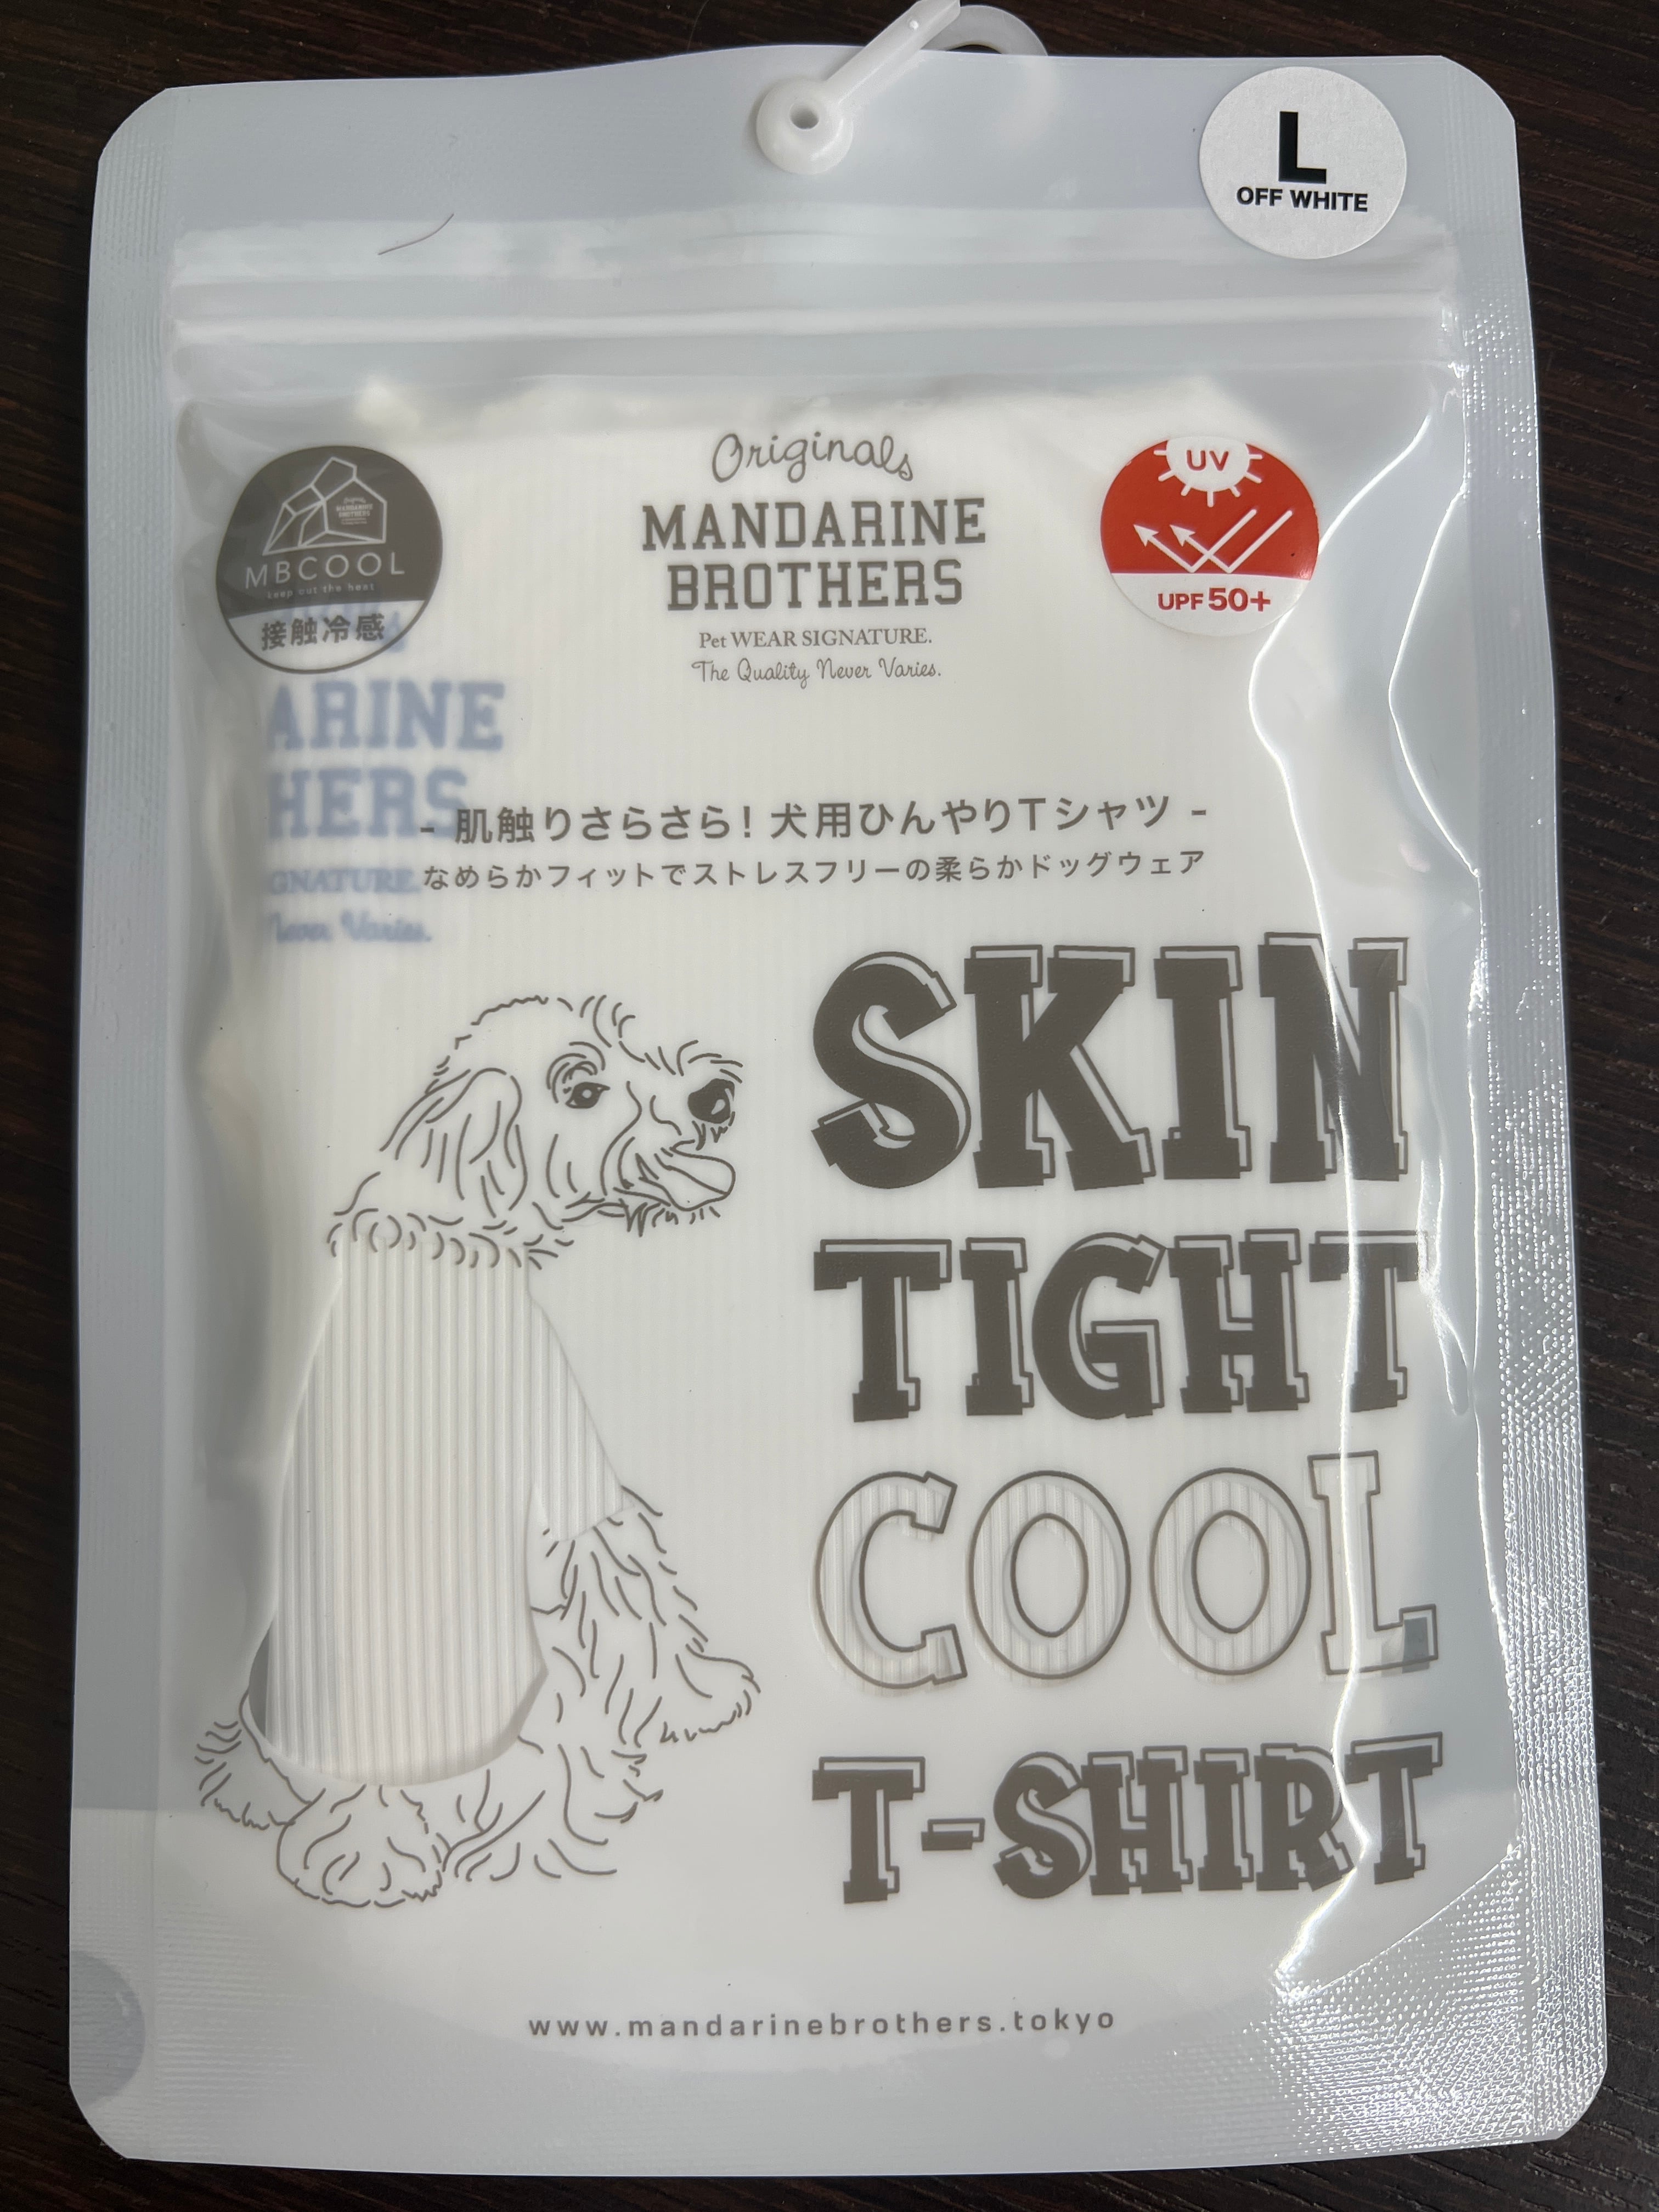 L
OFF WHITE
Originals
MANDARINE
BROTHERS
Pet WEAR SIGNATURE.
The Quality Never Varies.
MBCOOL
keep out the heat
接触冷感
UV
UPF 50+
ARINE
HERS
GNATURE.
Never Varies.
- 肌触りさらさら！犬用ひんやりTシャツ -
なめらかフィットでストレスフリーの柔らかドッグウェア
SKIN
TIGHT
COOL
T-SHIRT
www.mandarinebrothers.tokyo